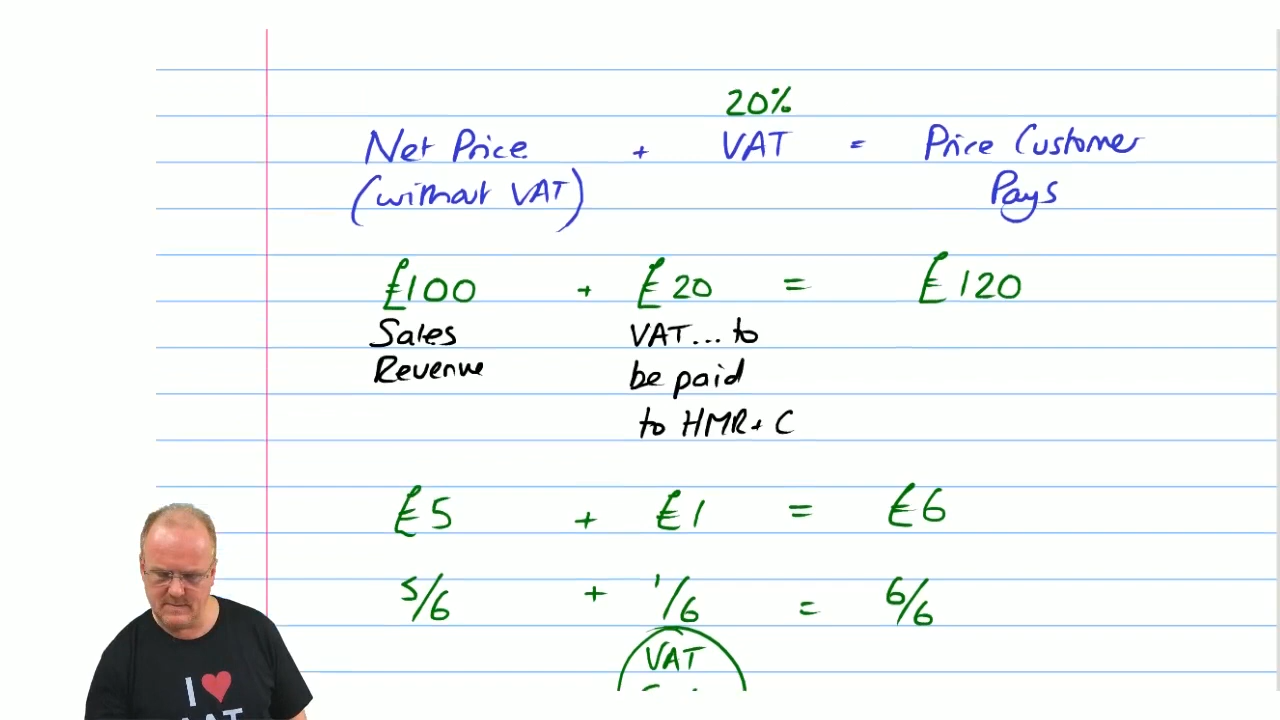 20%
Net Price + VAT = Price Customer
(without VAT) Pays
£100 + £20 = £120
Sales VAT... to
Revenue be paid
to HMR + C
£5 + £1 = £6
5/6 + 1/6 = 6/6
VAT
I ♥